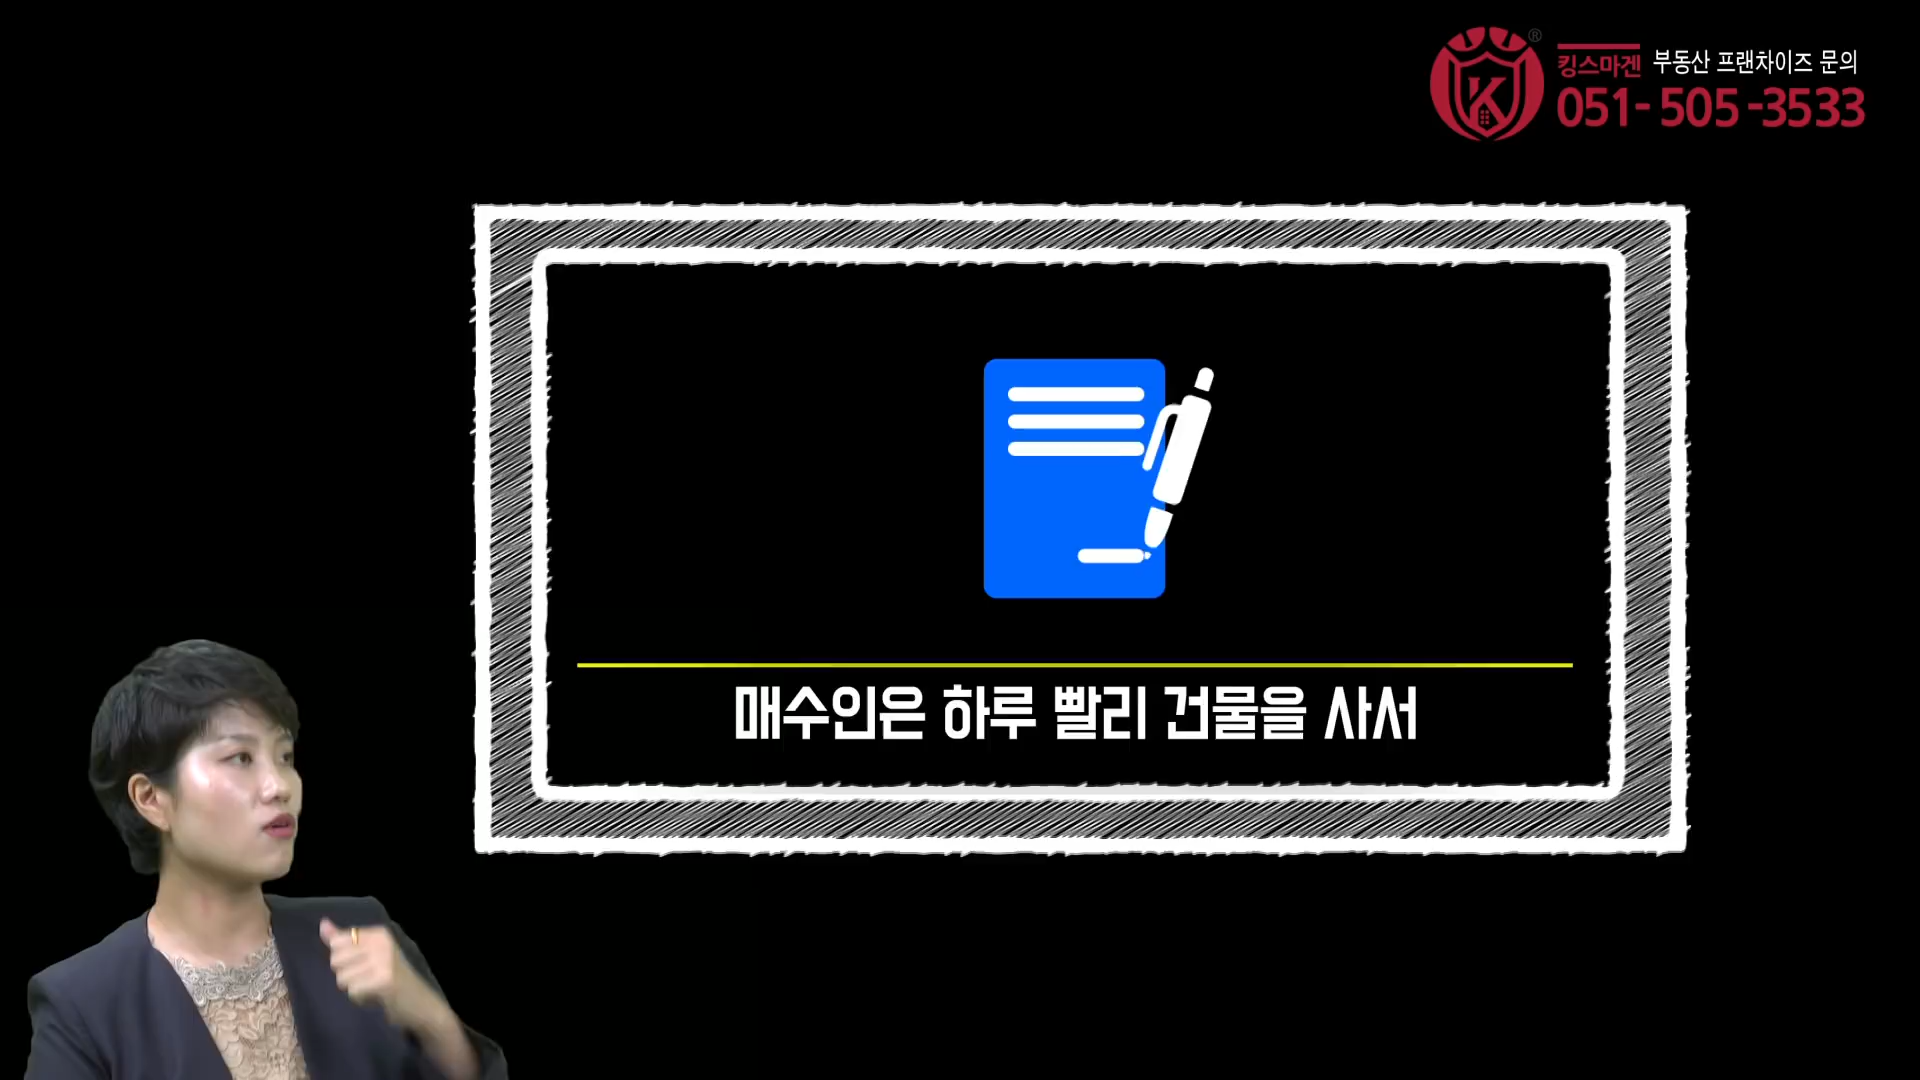 킹스마겐 부동산 프랜차이즈 문의
051-505-3533
매수인은 하루 빨리 건물을 사서